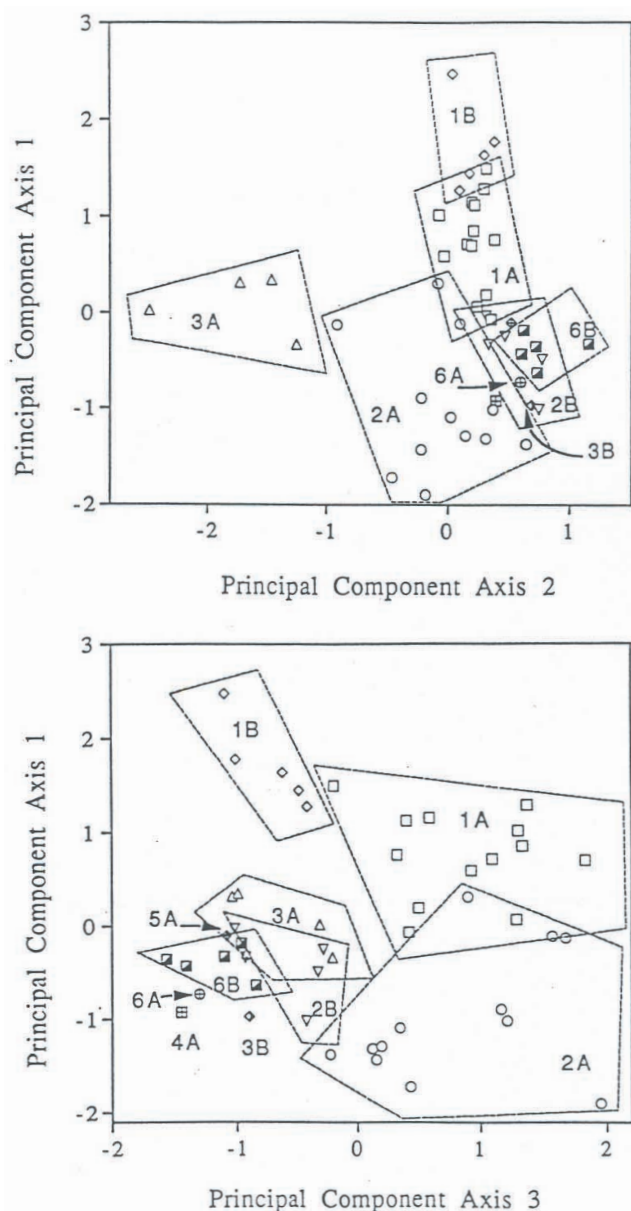 3
1B
2
1
1A
0
3A
6B
6A
-1
2A
2B
3B
-2
-2 -1 0 1
Principal Component Axis 1
Principal Component Axis 2
3
1B
2
1A
1
5A
3A
0
6B
6A
2B
-1
4A
3B
2A
-2
-2 -1 0 1 2
Principal Component Axis 1
Principal Component Axis 3